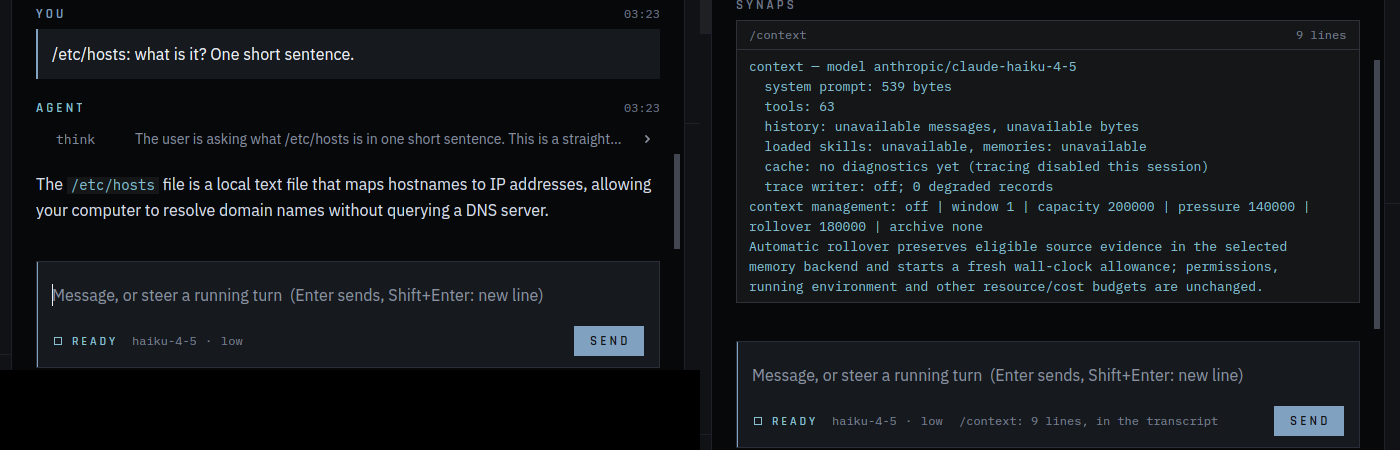 YOU 03:23
/etc/hosts: what is it? One short sentence.
AGENT 03:23
think The user is asking what /etc/hosts is in one short sentence. This is a straight...
The /etc/hosts file is a local text file that maps hostnames to IP addresses, allowing
your computer to resolve domain names without querying a DNS server.
Message, or steer a running turn (Enter sends, Shift+Enter: new line)
READY haiku-4-5 · low SEND
SYNAPS
/context 9 lines
context — model anthropic/claude-haiku-4-5
system prompt: 539 bytes
tools: 63
history: unavailable messages, unavailable bytes
loaded skills: unavailable, memories: unavailable
cache: no diagnostics yet (tracing disabled this session)
trace writer: off; 0 degraded records
context management: off | window 1 | capacity 200000 | pressure 140000 |
rollover 180000 | archive none
Automatic rollover preserves eligible source evidence in the selected
memory backend and starts a fresh wall-clock allowance; permissions,
running environment and other resource/cost budgets are unchanged.
Message, or steer a running turn (Enter sends, Shift+Enter: new line)
READY haiku-4-5 · low /context: 9 lines, in the transcript SEND